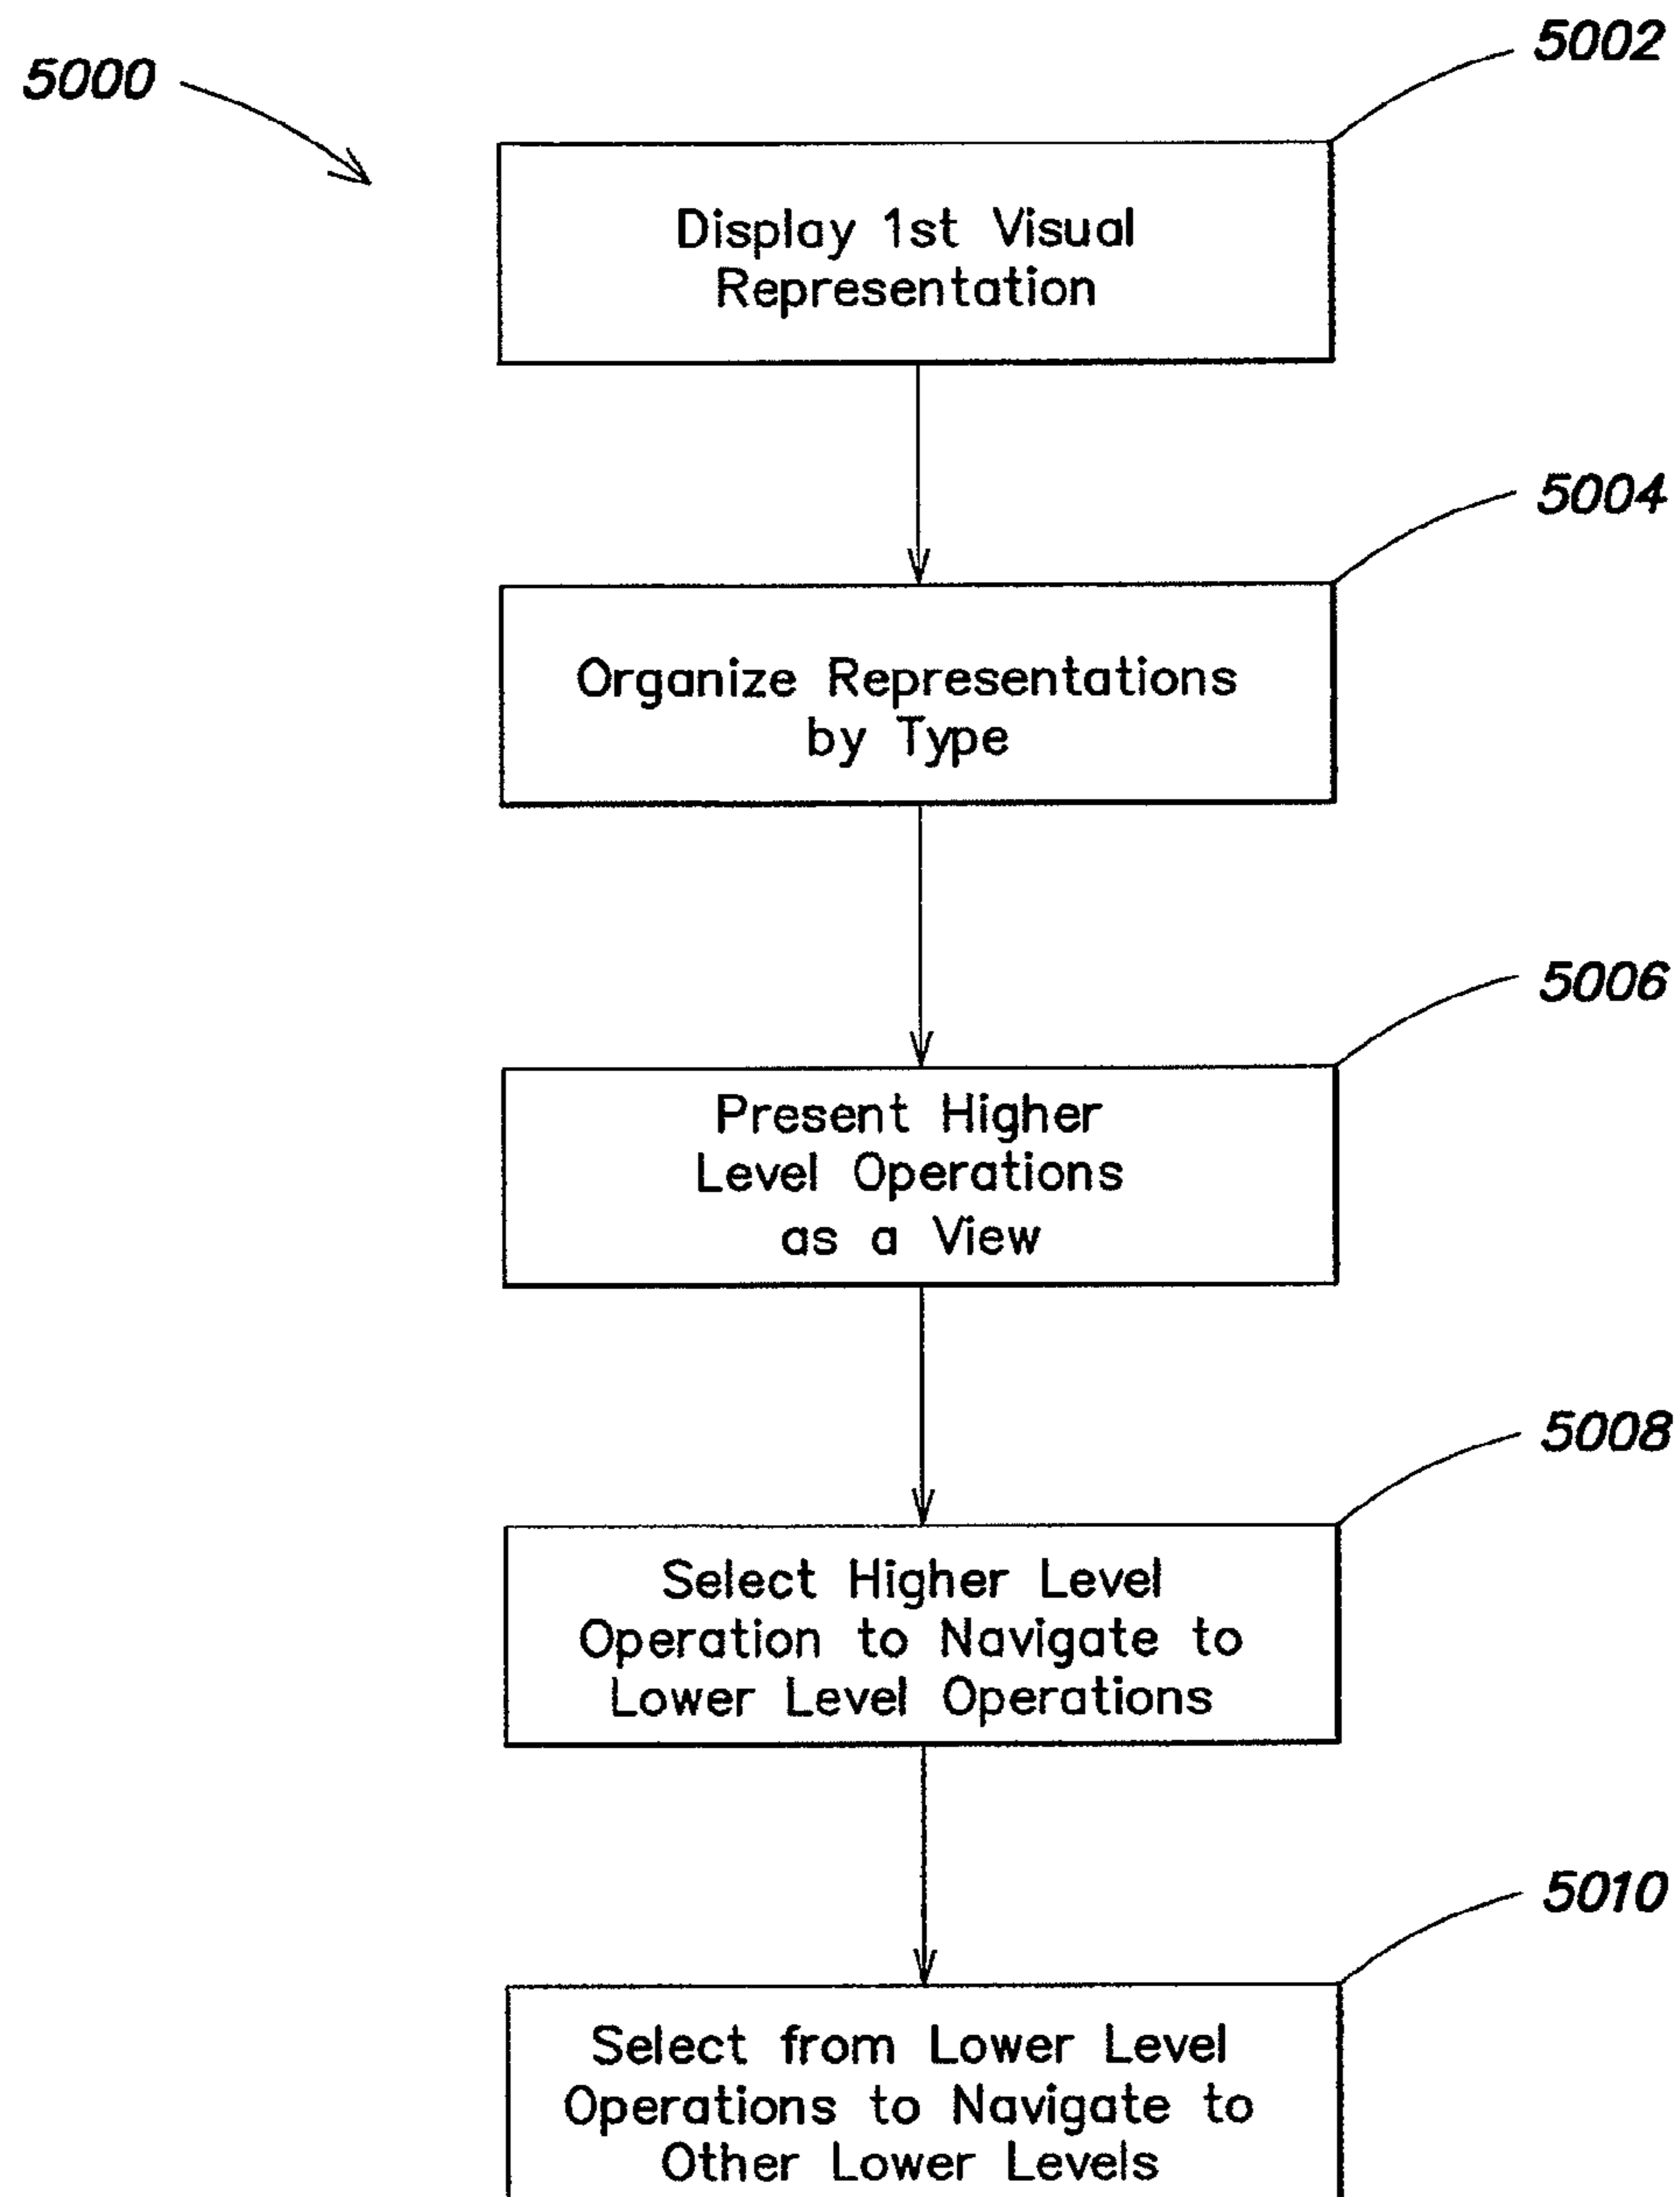 5000
5002
Display 1st Visual
Representation
5004
Organize Representations
by Type
5006
Present Higher
Level Operations
as a View
5008
Select Higher Level
Operation to Navigate to
Lower Level Operations
5010
Select from Lower Level
Operations to Navigate to
Other Lower Levels